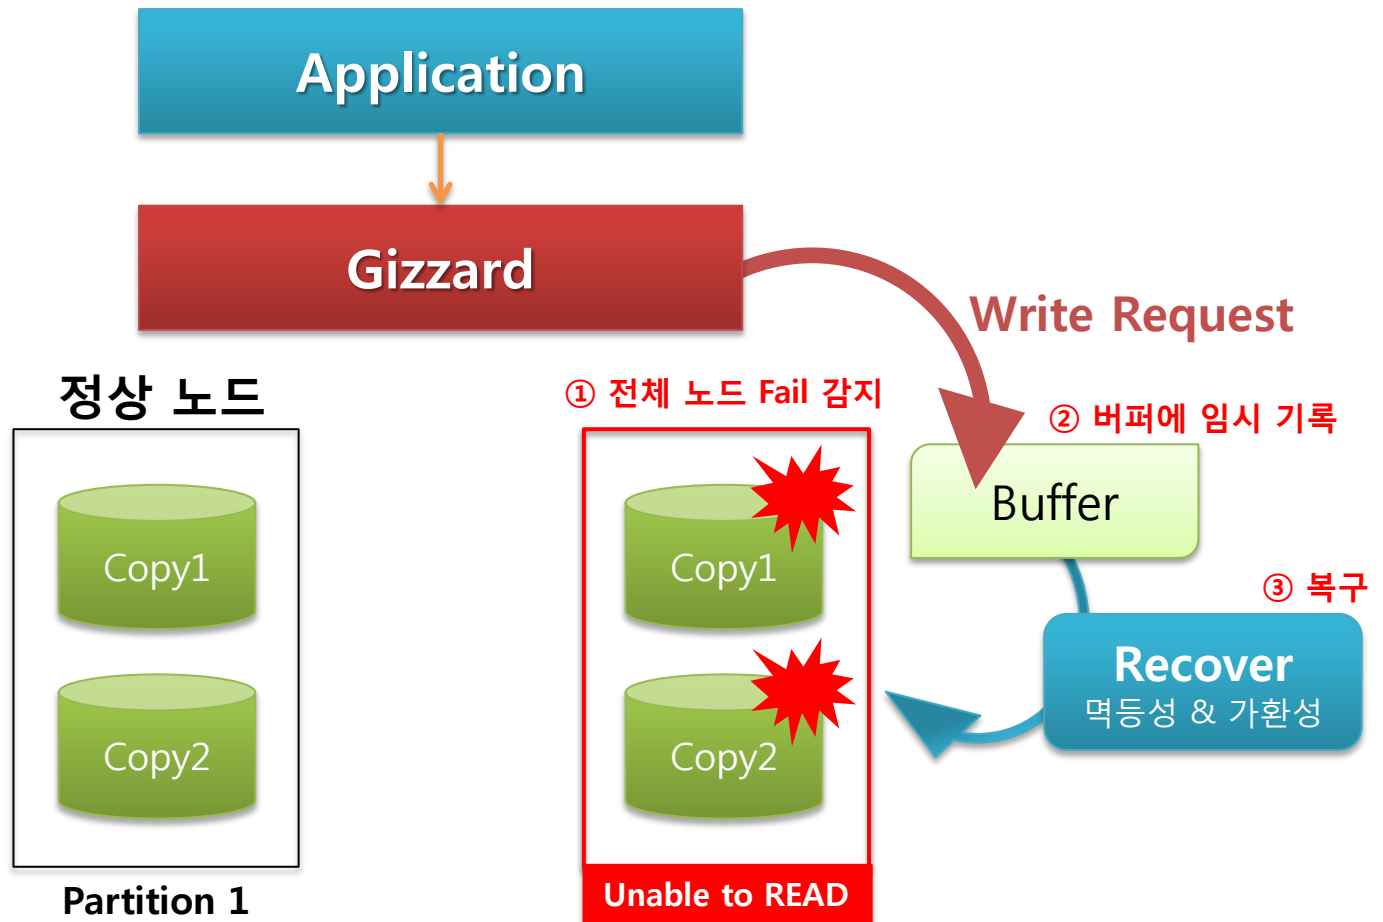 Application
Gizzard
Write Request
정상 노드
① 전체 노드 Fail 감지
② 버퍼에 임시 기록
Buffer
Copy1
Copy1
③ 복구
Recover
멱등성 & 가환성
Copy2
Copy2
Partition 1
Unable to READ